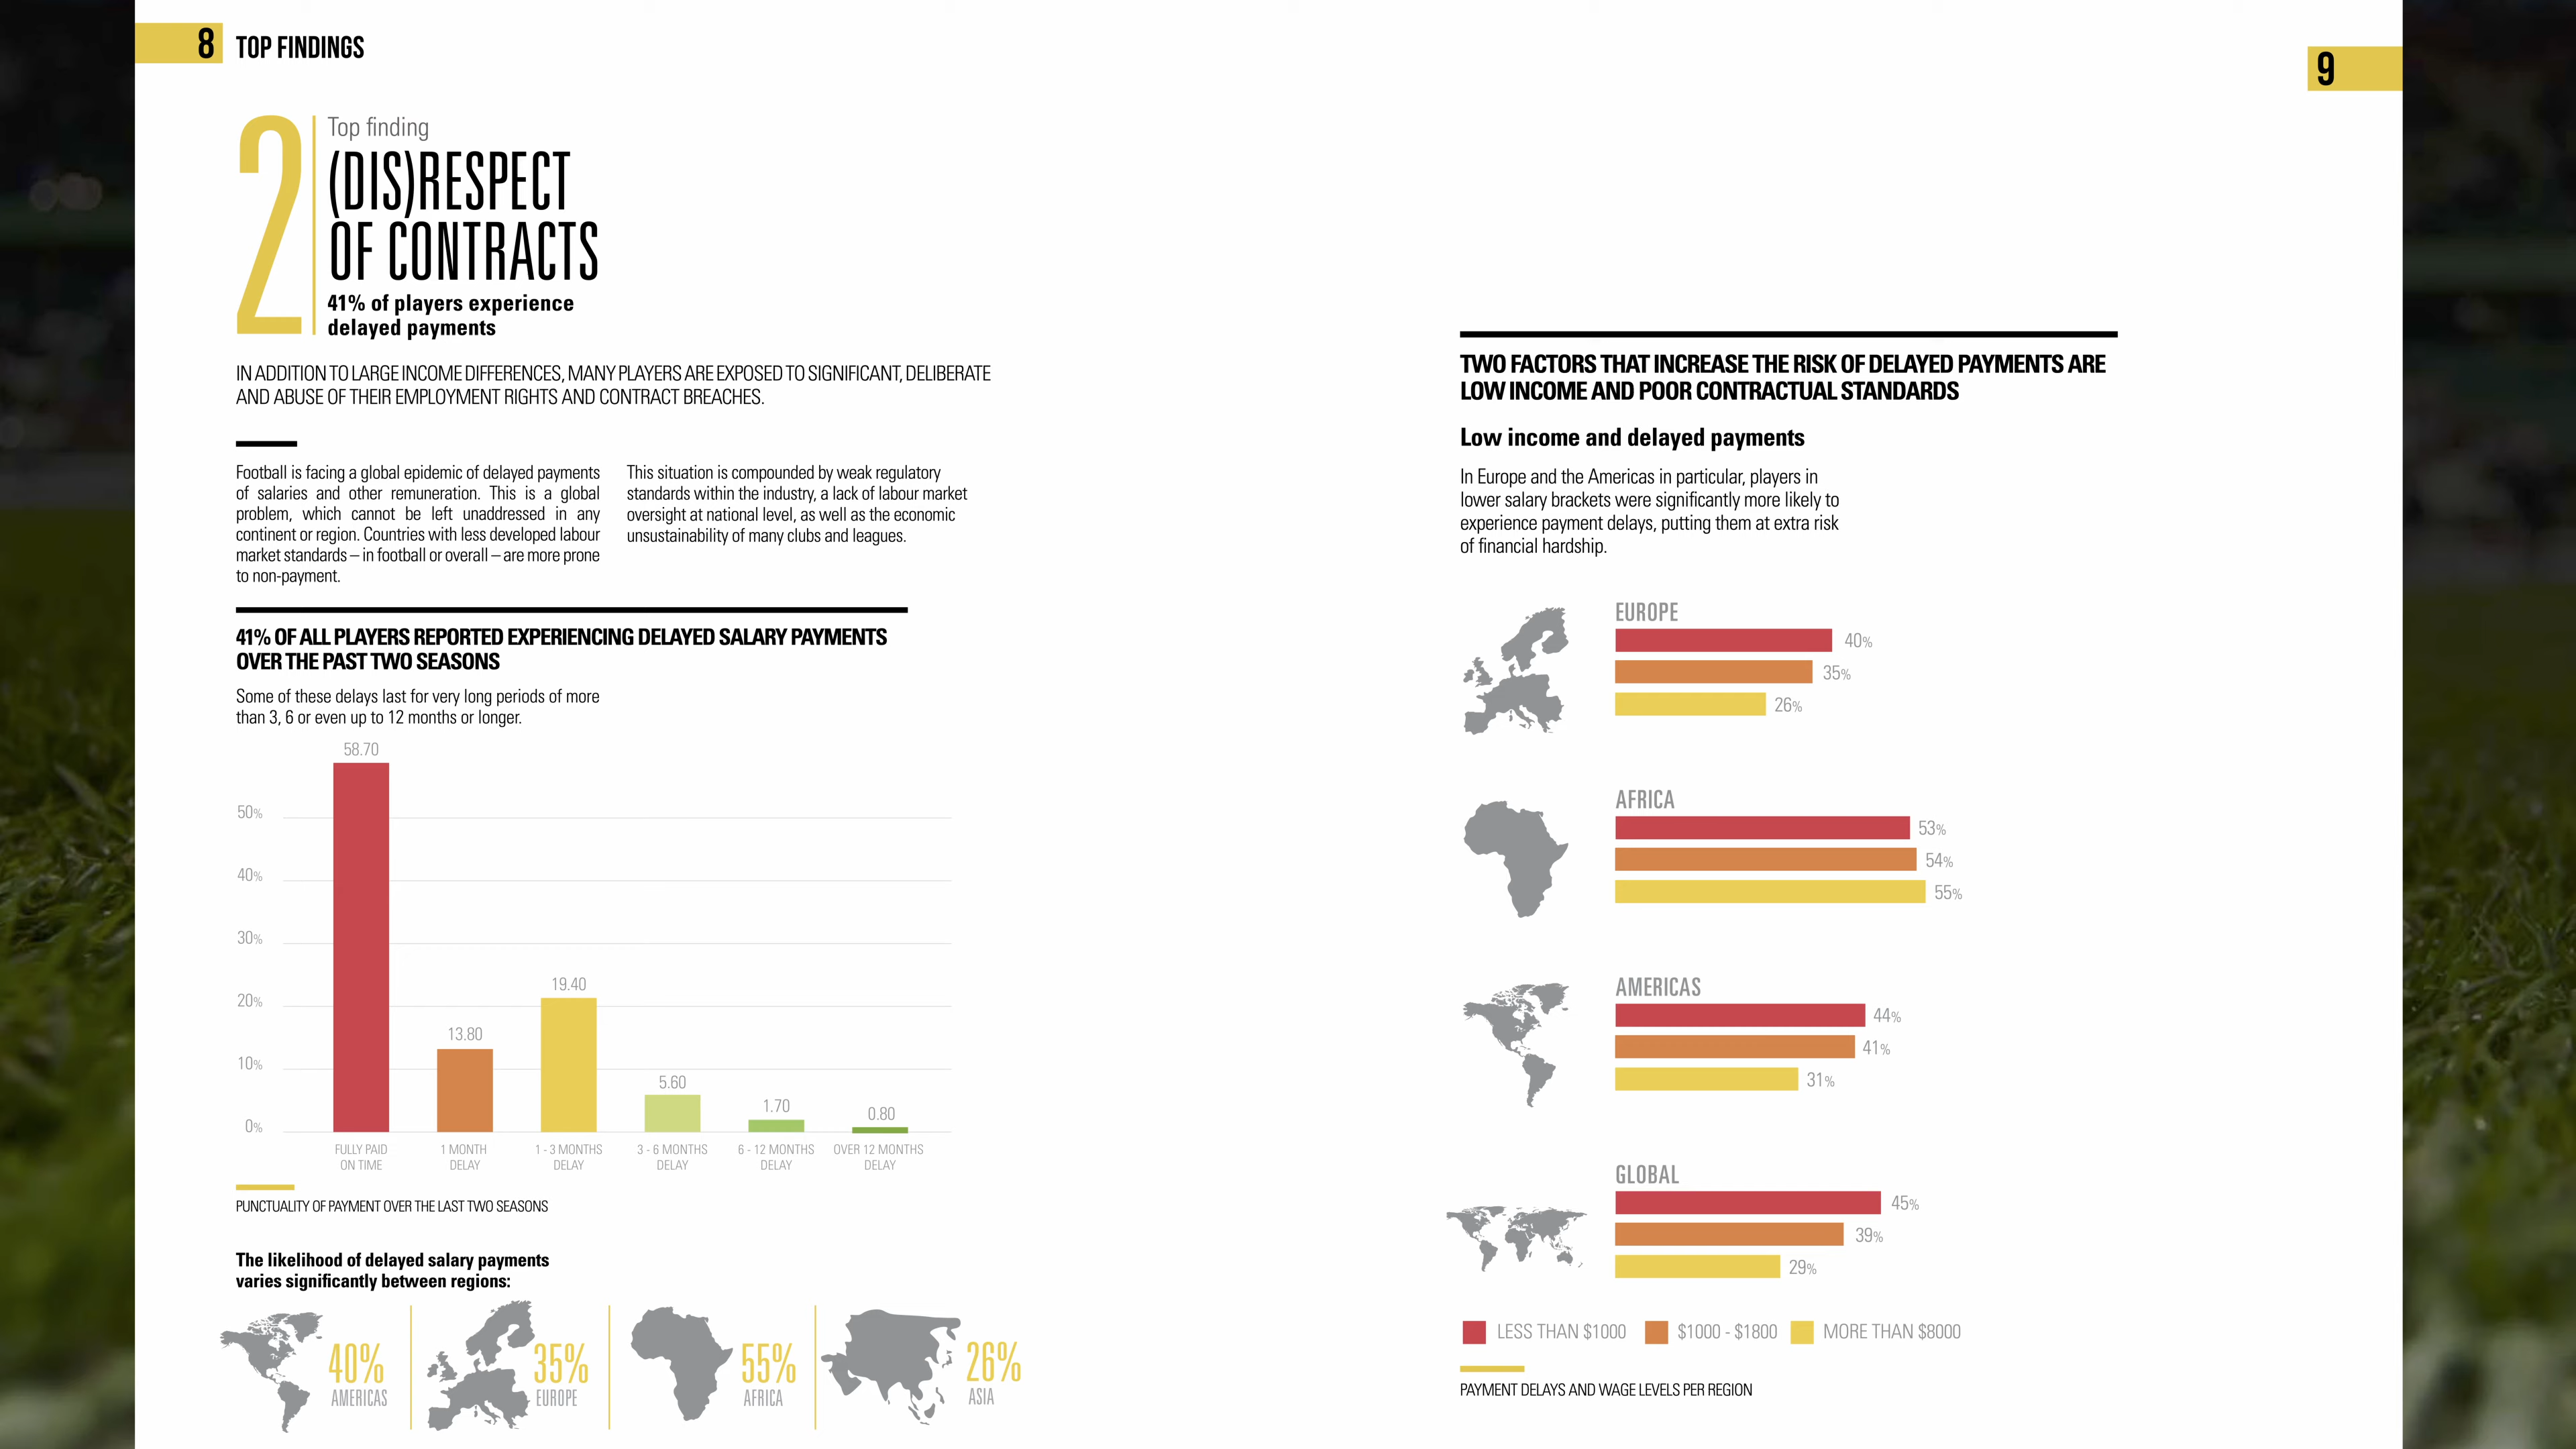 8 TOP FINDINGS
2
Top finding
(DIS)RESPECT
OF CONTRACTS
41% of players experience
delayed payments
IN ADDITION TO LARGE INCOME DIFFERENCES, MANY PLAYERS ARE EXPOSED TO SIGNIFICANT, DELIBERATE
AND ABUSE OF THEIR EMPLOYMENT RIGHTS AND CONTRACT BREACHES.
Football is facing a global epidemic of delayed payments
of salaries and other remuneration. This is a global
problem, which cannot be left unaddressed in any
continent or region. Countries with less developed labour
market standards – in football or overall – are more prone
to non-payment.
This situation is compounded by weak regulatory
standards within the industry, a lack of labour market
oversight at national level, as well as the economic
unsustainability of many clubs and leagues.
41% OF ALL PLAYERS REPORTED EXPERIENCING DELAYED SALARY PAYMENTS
OVER THE PAST TWO SEASONS
Some of these delays last for very long periods of more
than 3, 6 or even up to 12 months or longer.
58.70
50%
40%
30%
19.40
20%
13.80
10%
5.60
1.70
0.80
0%
FULLY PAID
ON TIME
1 MONTH
DELAY
1 - 3 MONTHS
DELAY
3 - 6 MONTHS
DELAY
6 - 12 MONTHS
DELAY
OVER 12 MONTHS
DELAY
PUNCTUALITY OF PAYMENT OVER THE LAST TWO SEASONS
The likelihood of delayed salary payments
varies significantly between regions:
40%
AMERICAS
35%
EUROPE
55%
AFRICA
26%
ASIA
9
TWO FACTORS THAT INCREASE THE RISK OF DELAYED PAYMENTS ARE
LOW INCOME AND POOR CONTRACTUAL STANDARDS
Low income and delayed payments
In Europe and the Americas in particular, players in
lower salary brackets were significantly more likely to
experience payment delays, putting them at extra risk
of financial hardship.
EUROPE
40%
35%
26%
AFRICA
53%
54%
55%
AMERICAS
44%
41%
31%
GLOBAL
45%
39%
29%
LESS THAN $1000 $1000 - $1800 MORE THAN $8000
PAYMENT DELAYS AND WAGE LEVELS PER REGION